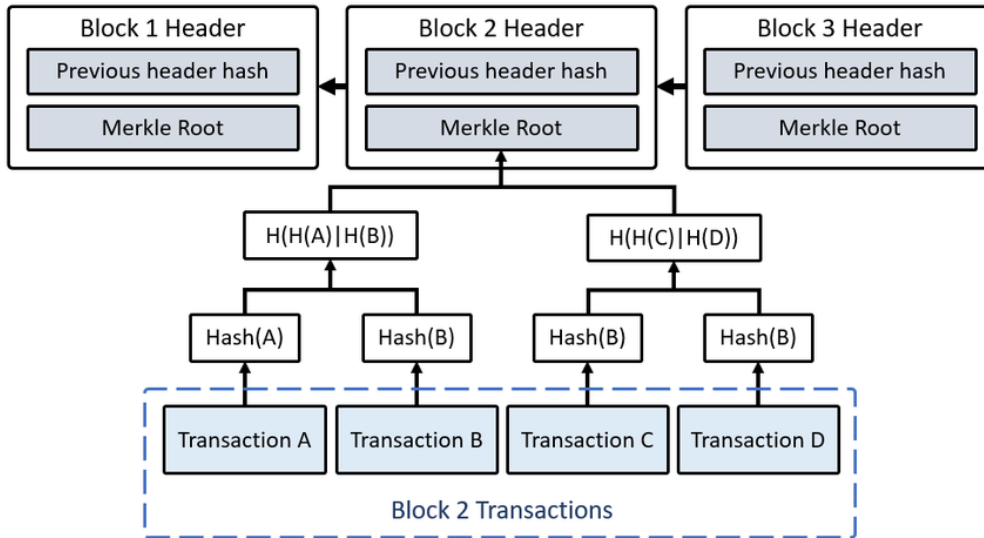 Block 1 Header
Previous header hash
Merkle Root
Block 2 Header
Previous header hash
Merkle Root
Block 3 Header
Previous header hash
Merkle Root
H(H(A)|H(B))
H(H(C)|H(D))
Hash(A)
Hash(B)
Hash(B)
Hash(B)
Transaction A
Transaction B
Transaction C
Transaction D
Block 2 Transactions